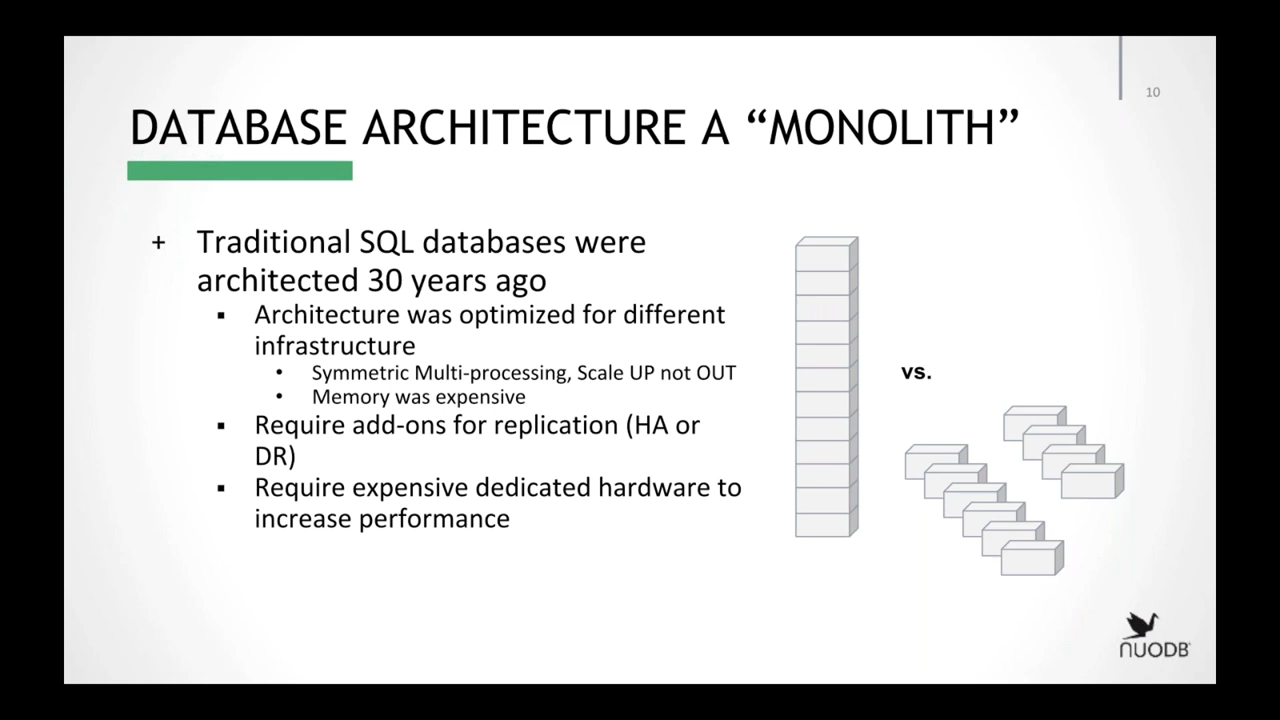 10
DATABASE ARCHITECTURE A “MONOLITH”
+ Traditional SQL databases were
architected 30 years ago
▪ Architecture was optimized for different
infrastructure
• Symmetric Multi-processing, Scale UP not OUT
• Memory was expensive
▪ Require add-ons for replication (HA or
DR)
▪ Require expensive dedicated hardware to
increase performance
vs.
NUODB